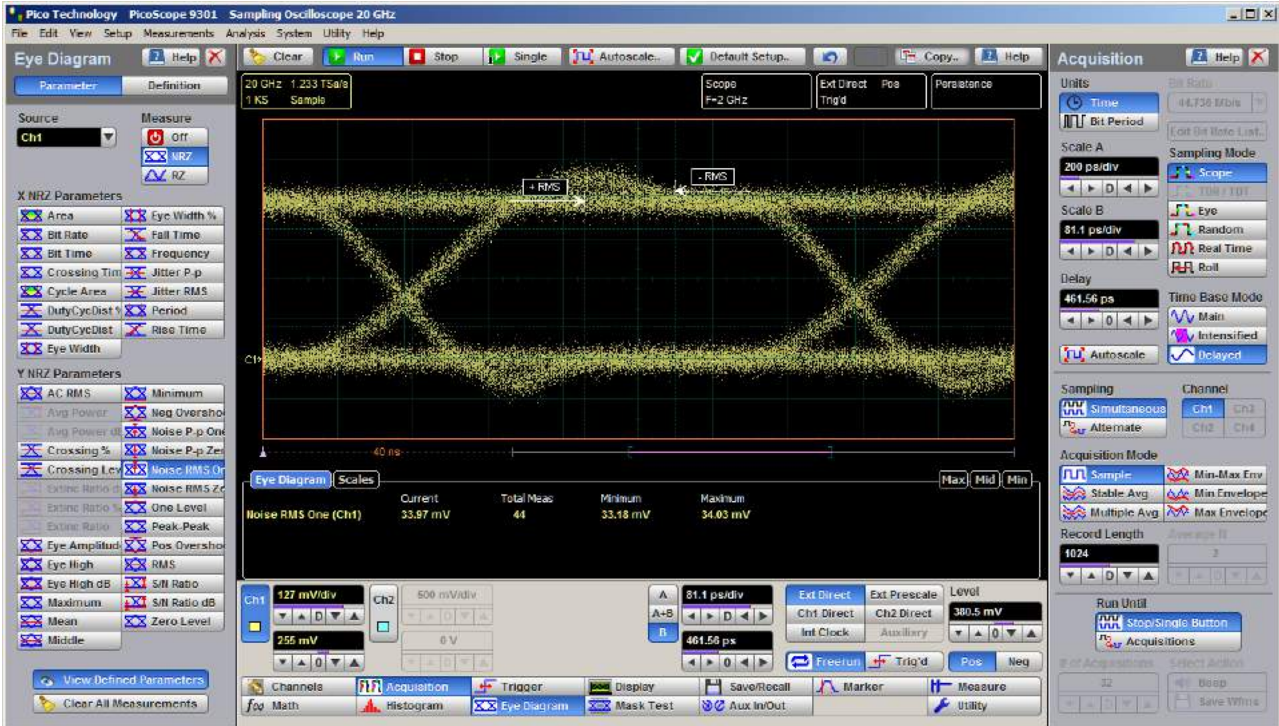 Pico Technology PicoScope 9301 Sampling Oscilloscope 20 GHz
File Edit View Setup Measurements Analysis System Utility Help
Eye Diagram Help
Parameter Definition
Source Measure
Ch1 Off
NRZ
RZ
X NRZ Parameters
Area Eye Width %
Bit Rate Fall Time
Bit Time Frequency
Crossing Tim Jitter P-p
Cycle Area Jitter RMS
DutyCycDist % Period
DutyCycDist Rise Time
Eye Width
Y NRZ Parameters
AC RMS Minimum
Avg Power Neg Oversho
Avg Power dB Noise P-p One
Crossing % Noise P-p Zer
Crossing Lev Noise RMS On
Extinc Ratio d Noise RMS Ze
Extinc Ratio % One Level
Extinc Ratio Peak-Peak
Eye Amplitud Pos Oversho
Eye High RMS
Eye High dB S/N Ratio
Maximum S/N Ratio dB
Mean Zero Level
Middle
View Defined Parameters
Clear All Measurements
Clear Run Stop Single Autoscale.. Default Setup.. Copy.. Help
20 GHz 1.233 TSa/s
1 KS Sample
Scope
F=2 GHz
Ext Direct Pos
Trig'd
Persistence
+ RMS - RMS
C1
40 ns
Eye Diagram Scales Max Mid Min
Current Total Meas Minimum Maximum
Noise RMS One (Ch1) 33.97 mV 44 33.18 mV 34.03 mV
Ch1 127 mV/div Ch2 500 mV/div
D
255 mV 0 V
0
A 81.1 ps/div
A+B D
B 461.56 ps
0
Ext Direct Ext Prescale Level
Ch1 Direct Ch2 Direct 380.5 mV
Int Clock Auxiliary 0
Freerun Trig'd Pos Neg
Channels Acquisition Trigger Display Save/Recall Marker Measure
f(x) Math Histogram Eye Diagram Mask Test Aux In/Out Utility
Acquisition Help
Units Bit Rate
Time 44.736 Mb/s
Bit Period Edit Bit Rate List..
Scale A Sampling Mode
200 ps/div Scope
D TDR / TDT
Scale B Eye
81.1 ps/div Random
D Real Time
Roll
Delay
461.56 ps Time Base Mode
0 Main
Intensified
Autoscale Delayed
Sampling Channel
Simultaneous Ch1 Ch3
Alternate Ch2 Ch4
Acquisition Mode
Sample Min-Max Env
Stable Avg Min Envelope
Multiple Avg Max Envelope
Record Length Average N
1024 2
D D
Run Until
Stop/Single Button
Acquisitions
# of Acquisitions Select Action
32 Beep
Save Wfms